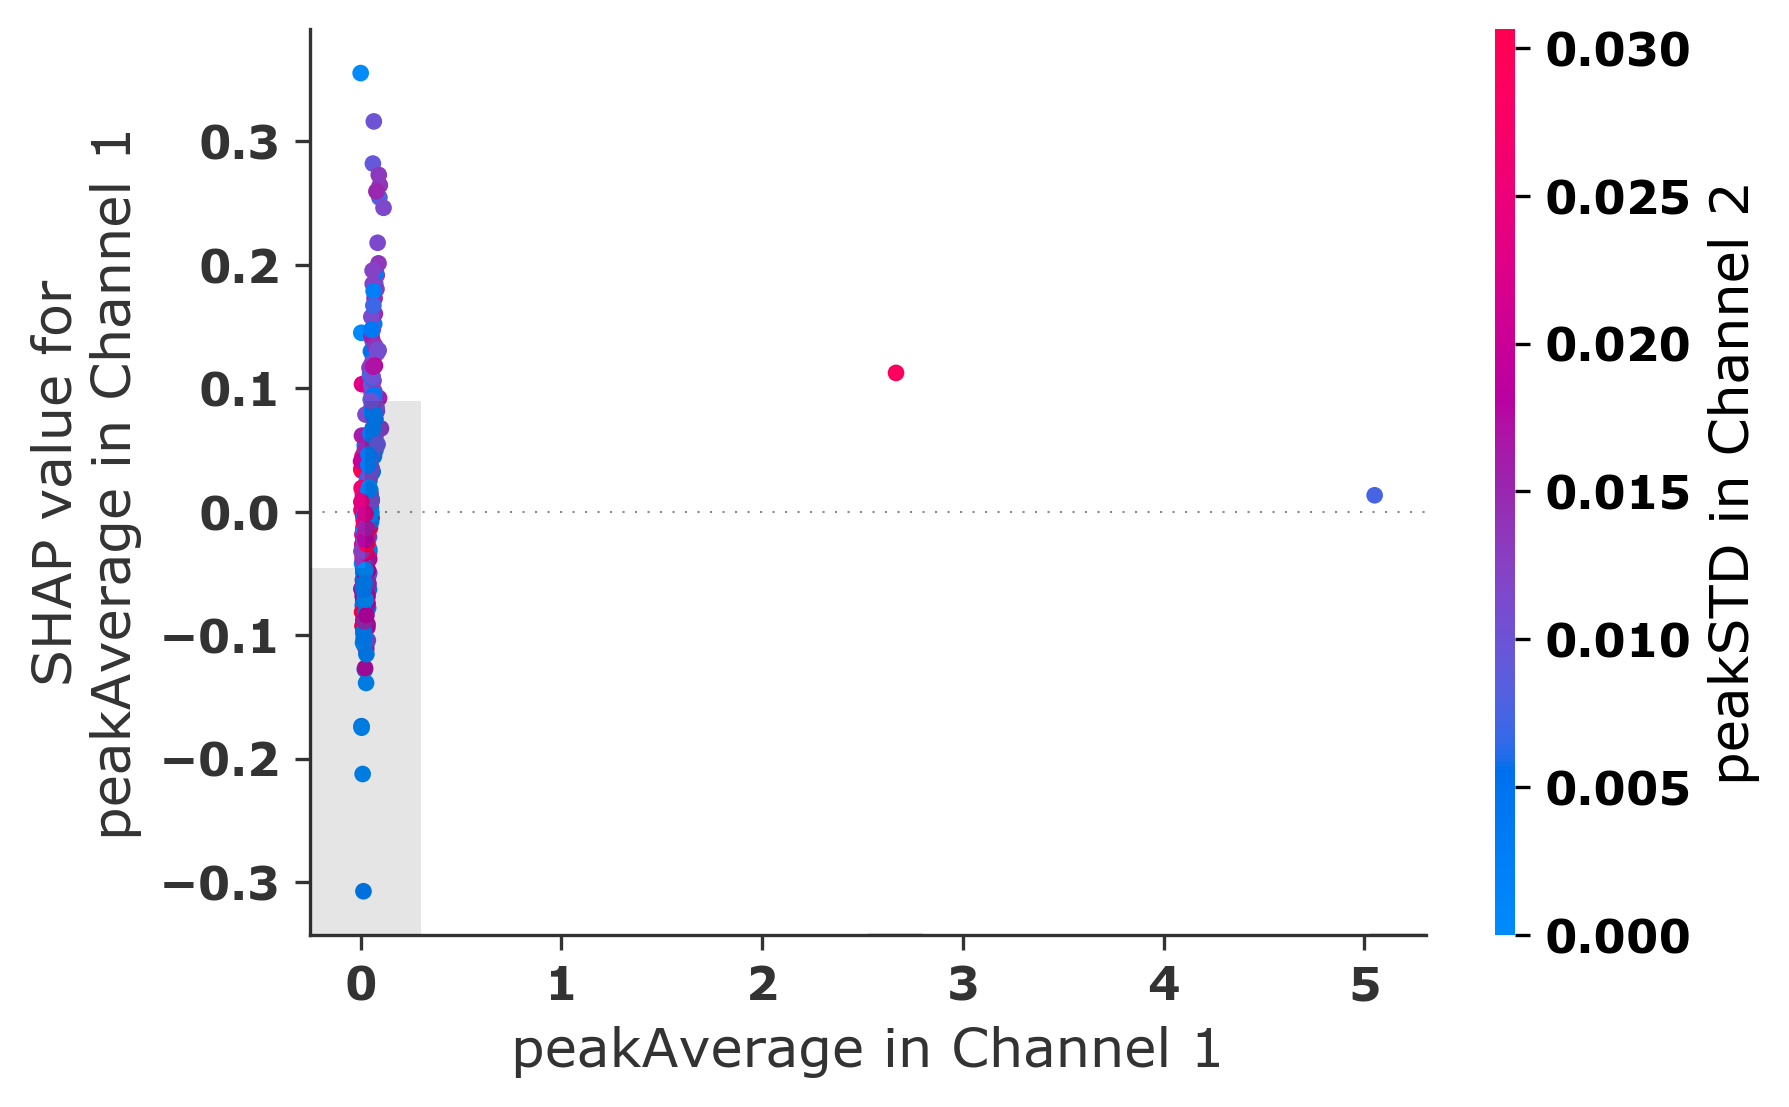 SHAP value for
peakAverage in Channel 1
0.3
0.2
0.1
0.0
−0.1
−0.2
−0.3
0 1 2 3 4 5
peakAverage in Channel 1
0.030
0.025
0.020
0.015
0.010
0.005
0.000
peakSTD in Channel 2